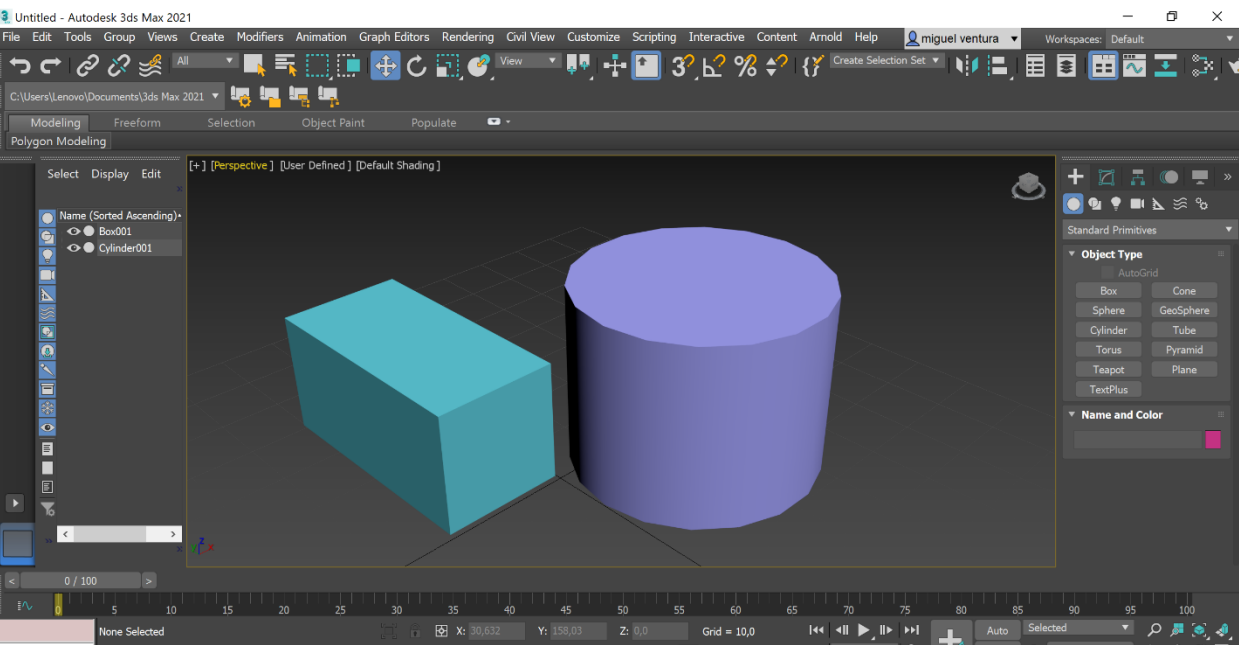 3 Untitled - Autodesk 3ds Max 2021
File Edit Tools Group Views Create Modifiers Animation Graph Editors Rendering Civil View Customize Scripting Interactive Content Arnold Help miguel ventura Workspaces: Default
All View Create Selection Set
C:\Users\Lenovo\Documents\3ds Max 2021
Modeling Freeform Selection Object Paint Populate
Polygon Modeling
Select Display Edit
[+] [Perspective] [User Defined] [Default Shading]
Name (Sorted Ascending)
Box001
Cylinder001
Standard Primitives
Object Type
AutoGrid
Box Cone
Sphere GeoSphere
Cylinder Tube
Torus Pyramid
Teapot Plane
TextPlus
Name and Color
z
x
0 / 100
0 5 10 15 20 25 30 35 40 45 50 55 60 65 70 75 80 85 90 95 100
None Selected X: 30,632 Y: 158,03 Z: 0,0 Grid = 10,0 Auto Selected